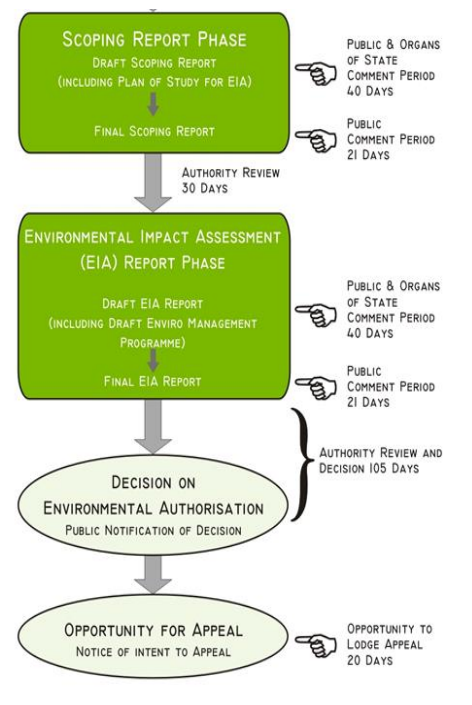 Scoping Report Phase
Draft Scoping Report
(including Plan of Study for EIA)
Final Scoping Report
Public & Organs
of State
Comment Period
40 Days
Public
Comment Period
21 Days
Authority Review
30 Days
Environmental Impact Assessment
(EIA) Report Phase
Draft EIA Report
(including Draft Enviro Management
Programme)
Final EIA Report
Public & Organs
of State
Comment Period
40 Days
Public
Comment Period
21 Days
Authority Review and
Decision 105 Days
Decision on
Environmental Authorisation
Public Notification of Decision
Opportunity for Appeal
Notice of intent to Appeal
Opportunity to
Lodge Appeal
20 Days